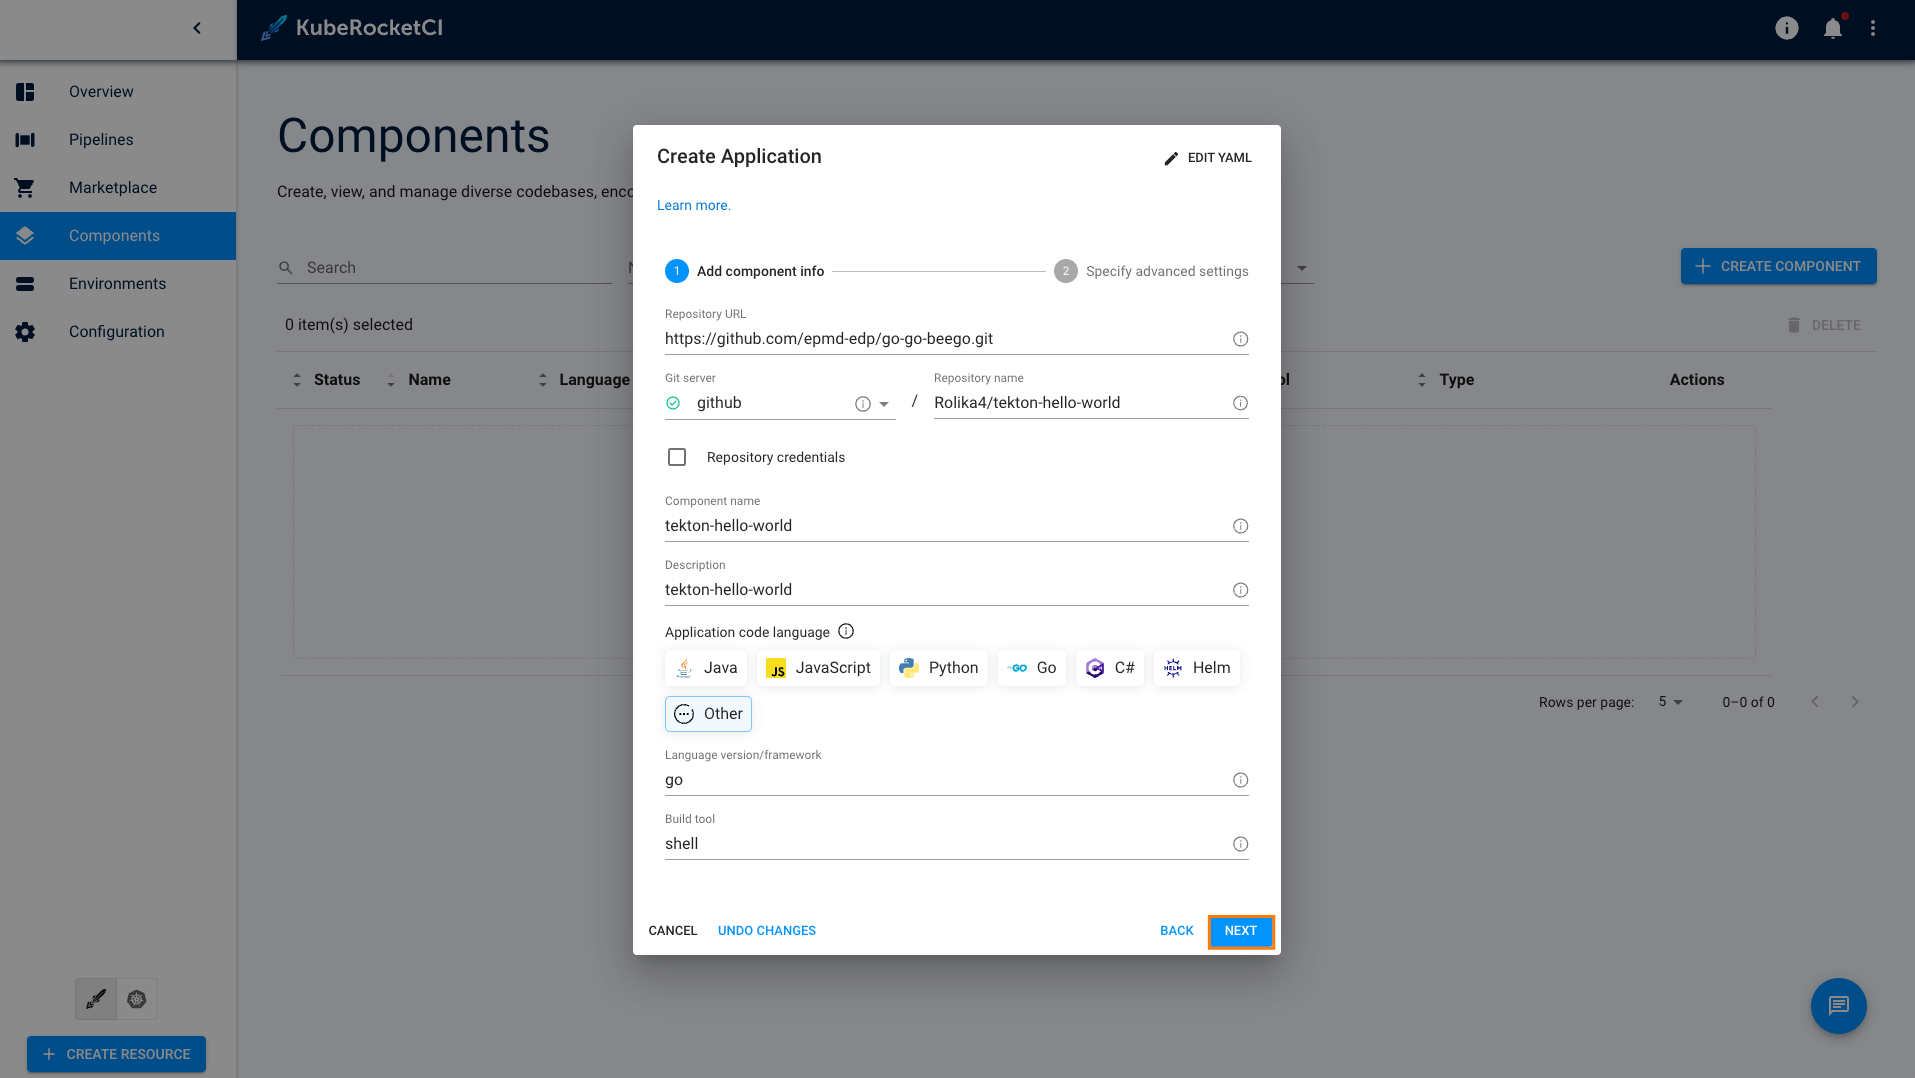 KubeRocketCI
Overview
Pipelines
Marketplace
Components
Environments
Configuration
CREATE RESOURCE
Components
Create, view, and manage diverse codebases, enco
Search
CREATE COMPONENT
0 item(s) selected
DELETE
Status
Name
Language
Type
Actions
Rows per page:
5
0–0 of 0
Create Application
EDIT YAML
Learn more.
1 Add component info
2 Specify advanced settings
Repository URL
https://github.com/epmd-edp/go-go-beego.git
Git server
github
/
Repository name
Rolika4/tekton-hello-world
Repository credentials
Component name
tekton-hello-world
Description
tekton-hello-world
Application code language
Java
JS JavaScript
Python
GO Go
C#
HELM Helm
Other
Language version/framework
go
Build tool
shell
CANCEL
UNDO CHANGES
BACK
NEXT